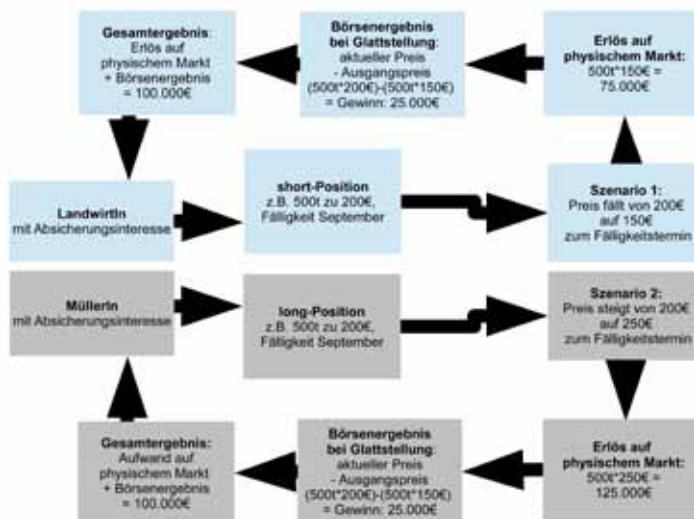 Gesamtergebnis:
Erlös auf
physischem Markt
+ Börsenergebnis
= 100.000€
Börsenergebnis
bei Glattstellung:
aktueller Preis
- Ausgangspreis
(500t*200€)-(500t*150€)
= Gewinn: 25.000€
Erlös auf
physischem Markt:
500t*150€ =
75.000€
LandwirtIn
mit Absicherungsinteresse
short-Position
z.B. 500t zu 200€,
Fälligkeit September
Szenario 1:
Preis fällt von 200€
auf 150€
zum Fälligkeitstermin
MüllerIn
mit Absicherungsinteresse
long-Position
z.B. 500t zu 200€,
Fälligkeit September
Szenario 2:
Preis steigt von 200€
auf 250€
zum Fälligkeitstermin
Gesamtergebnis:
Aufwand auf
physischem Markt
+ Börsenergebnis
= 100.000€
Börsenergebnis
bei Glattstellung:
aktueller Preis
- Ausgangspreis
(500t*200€)-(500t*150€)
= Gewinn: 25.000€
Erlös auf
physischem Markt:
500t*250€ =
125.000€